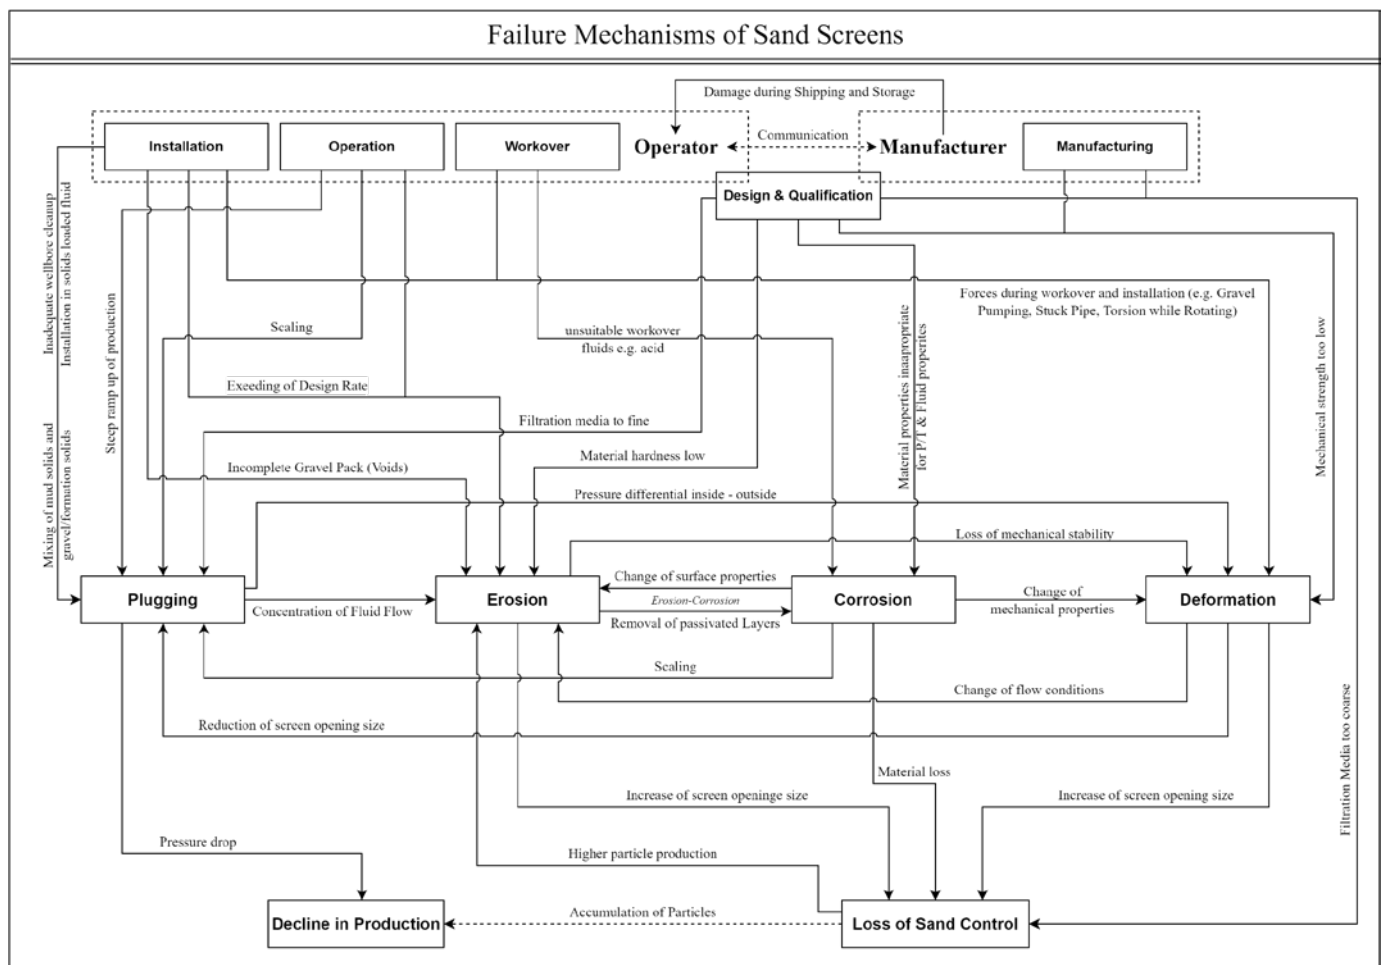 Failure Mechanisms of Sand Screens
Damage during Shipping and Storage
Installation
Operation
Workover
Operator
Communication
Manufacturer
Manufacturing
Design & Qualification
Inadequate wellbore cleanup
Installation in solids loaded fluid
Steep ramp up of production
Scaling
unsuitable workover
fluids e.g. acid
Forces during workover and installation (e.g. Gravel
Pumping, Stuck Pipe, Torsion while Rotating)
Material properties inaapropriate
for P/T & Fluid properites
Mechanical strength too low
Exeeding of Design Rate
Filtration media to fine
Material hardness low
Incomplete Gravel Pack (Voids)
Mixing of mud solids and
gravel/formation solids
Pressure differential inside - outside
Loss of mechanical stability
Plugging
Concentration of Fluid Flow
Erosion
Change of surface properties
Erosion-Corrosion
Removal of passivated Layers
Corrosion
Change of
mechanical properties
Deformation
Scaling
Change of flow conditions
Reduction of screen opening size
Material loss
Increase of screen openinge size
Increase of screen opening size
Filtration Media too coarse
Pressure drop
Higher particle production
Decline in Production
Accumulation of Particles
Loss of Sand Control